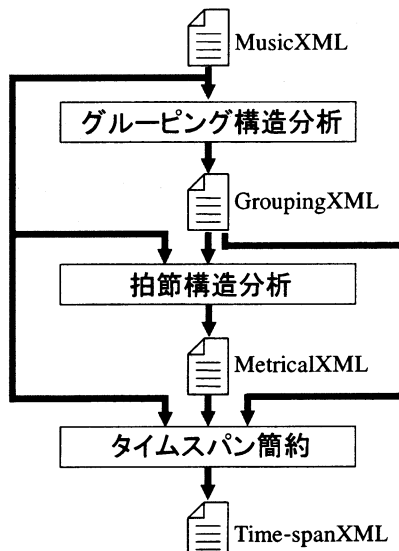 MusicXML
グルーピング構造分析
GroupingXML
拍節構造分析
MetricalXML
タイムスパン簡約
Time-spanXML